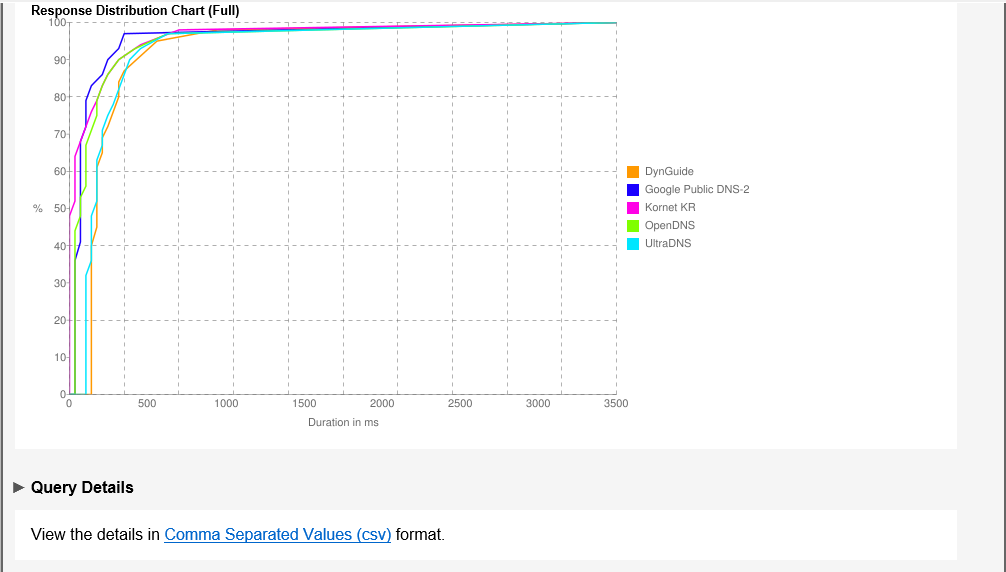 Response Distribution Chart (Full)
100
90
80
70
60
50
40
30
20
10
0
%
0 500 1000 1500 2000 2500 3000 3500
Duration in ms
DynGuide
Google Public DNS-2
Kornet KR
OpenDNS
UltraDNS
Query Details
View the details in Comma Separated Values (csv) format.